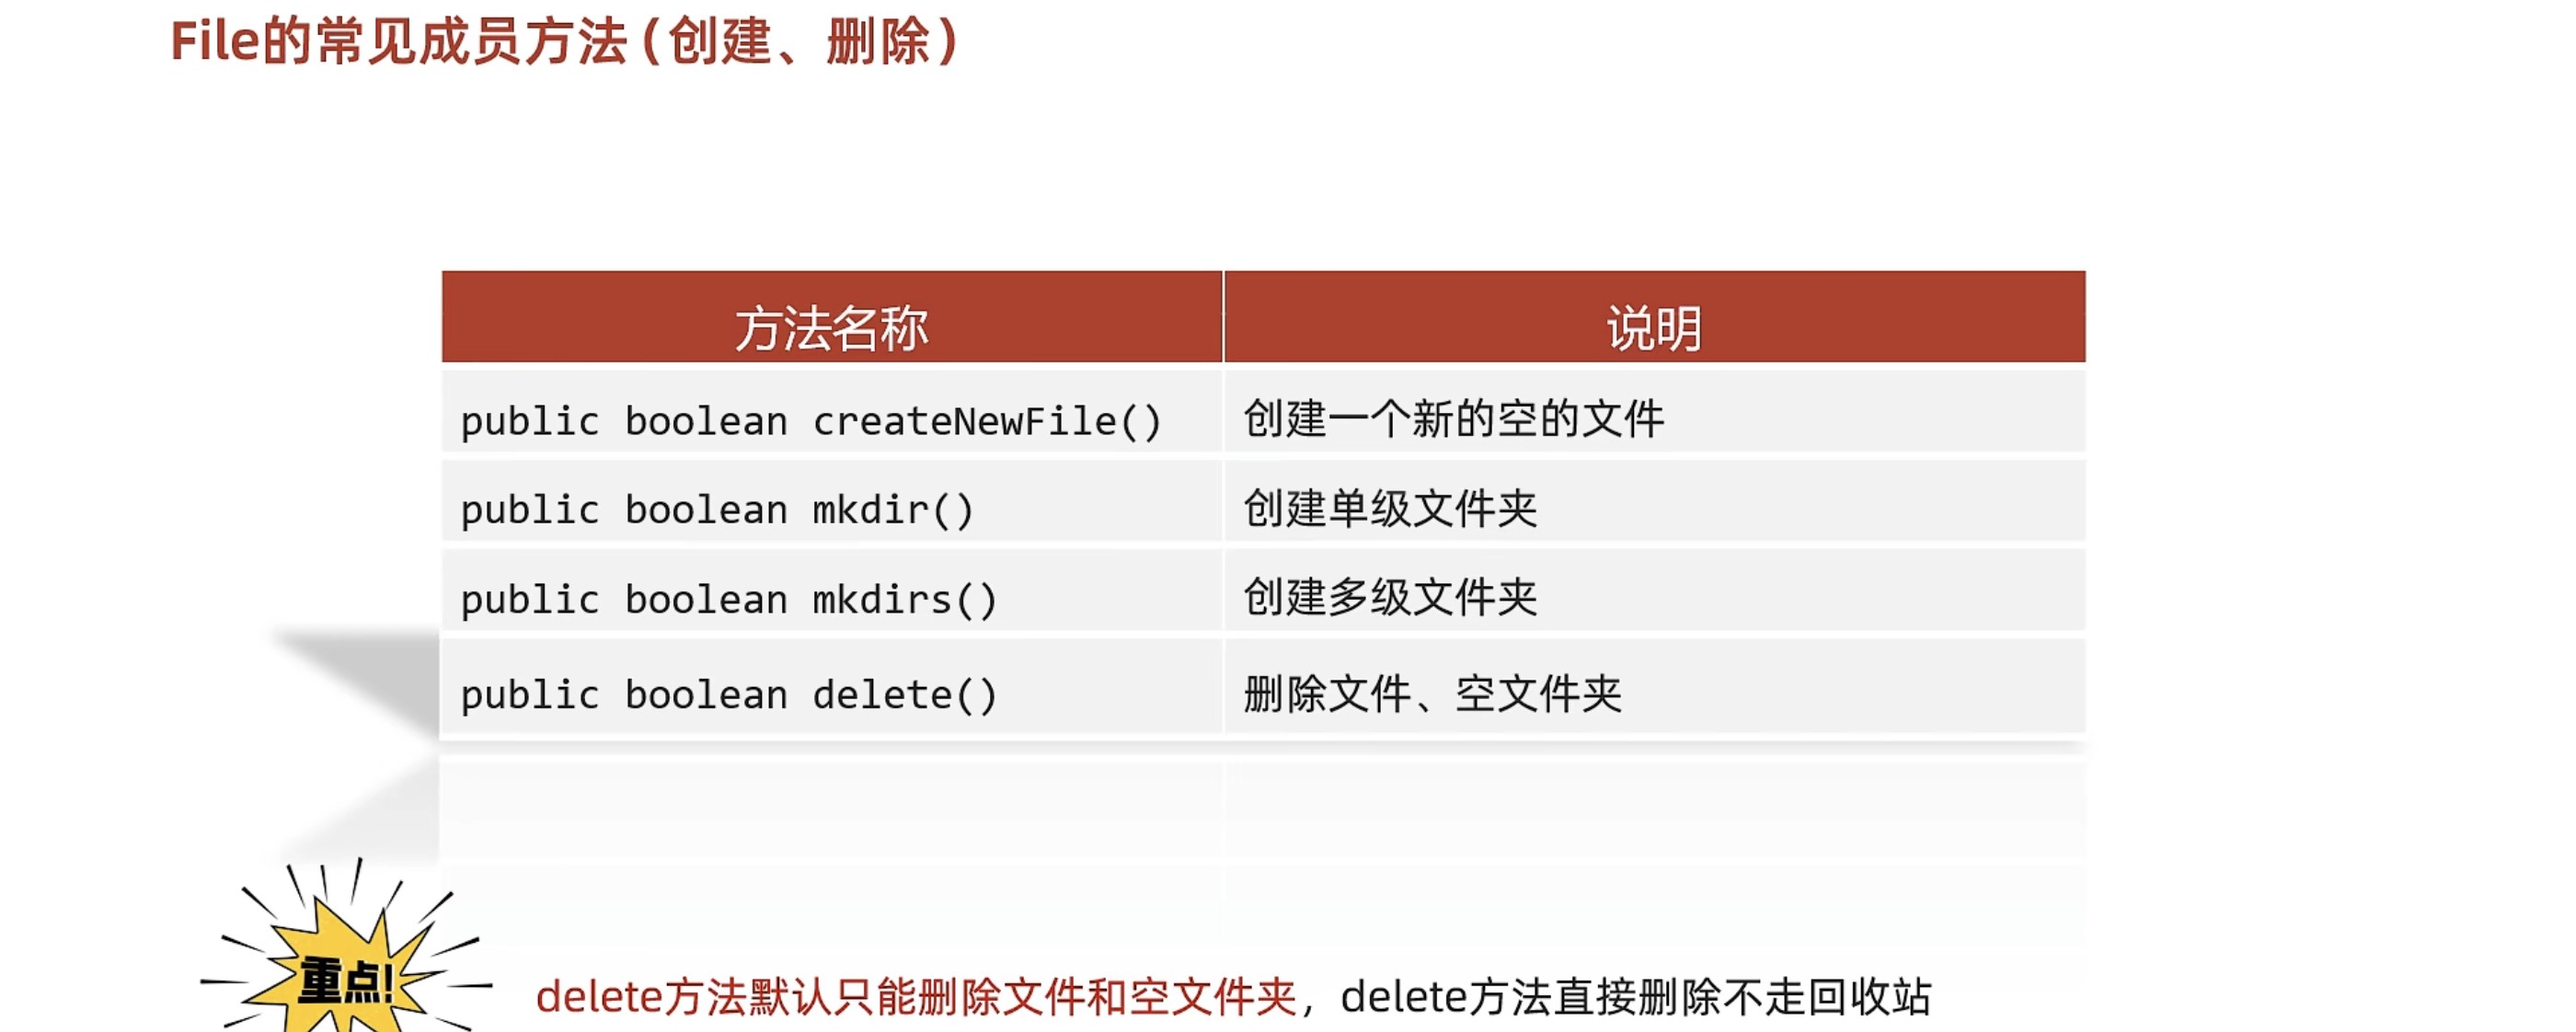 File的常见成员方法(创建、删除)
方法名称 说明
public boolean createNewFile() 创建一个新的空的文件
public boolean mkdir() 创建单级文件夹
public boolean mkdirs() 创建多级文件夹
public boolean delete() 删除文件、空文件夹
重点!
delete方法默认只能删除文件和空文件夹，delete方法直接删除不走回收站